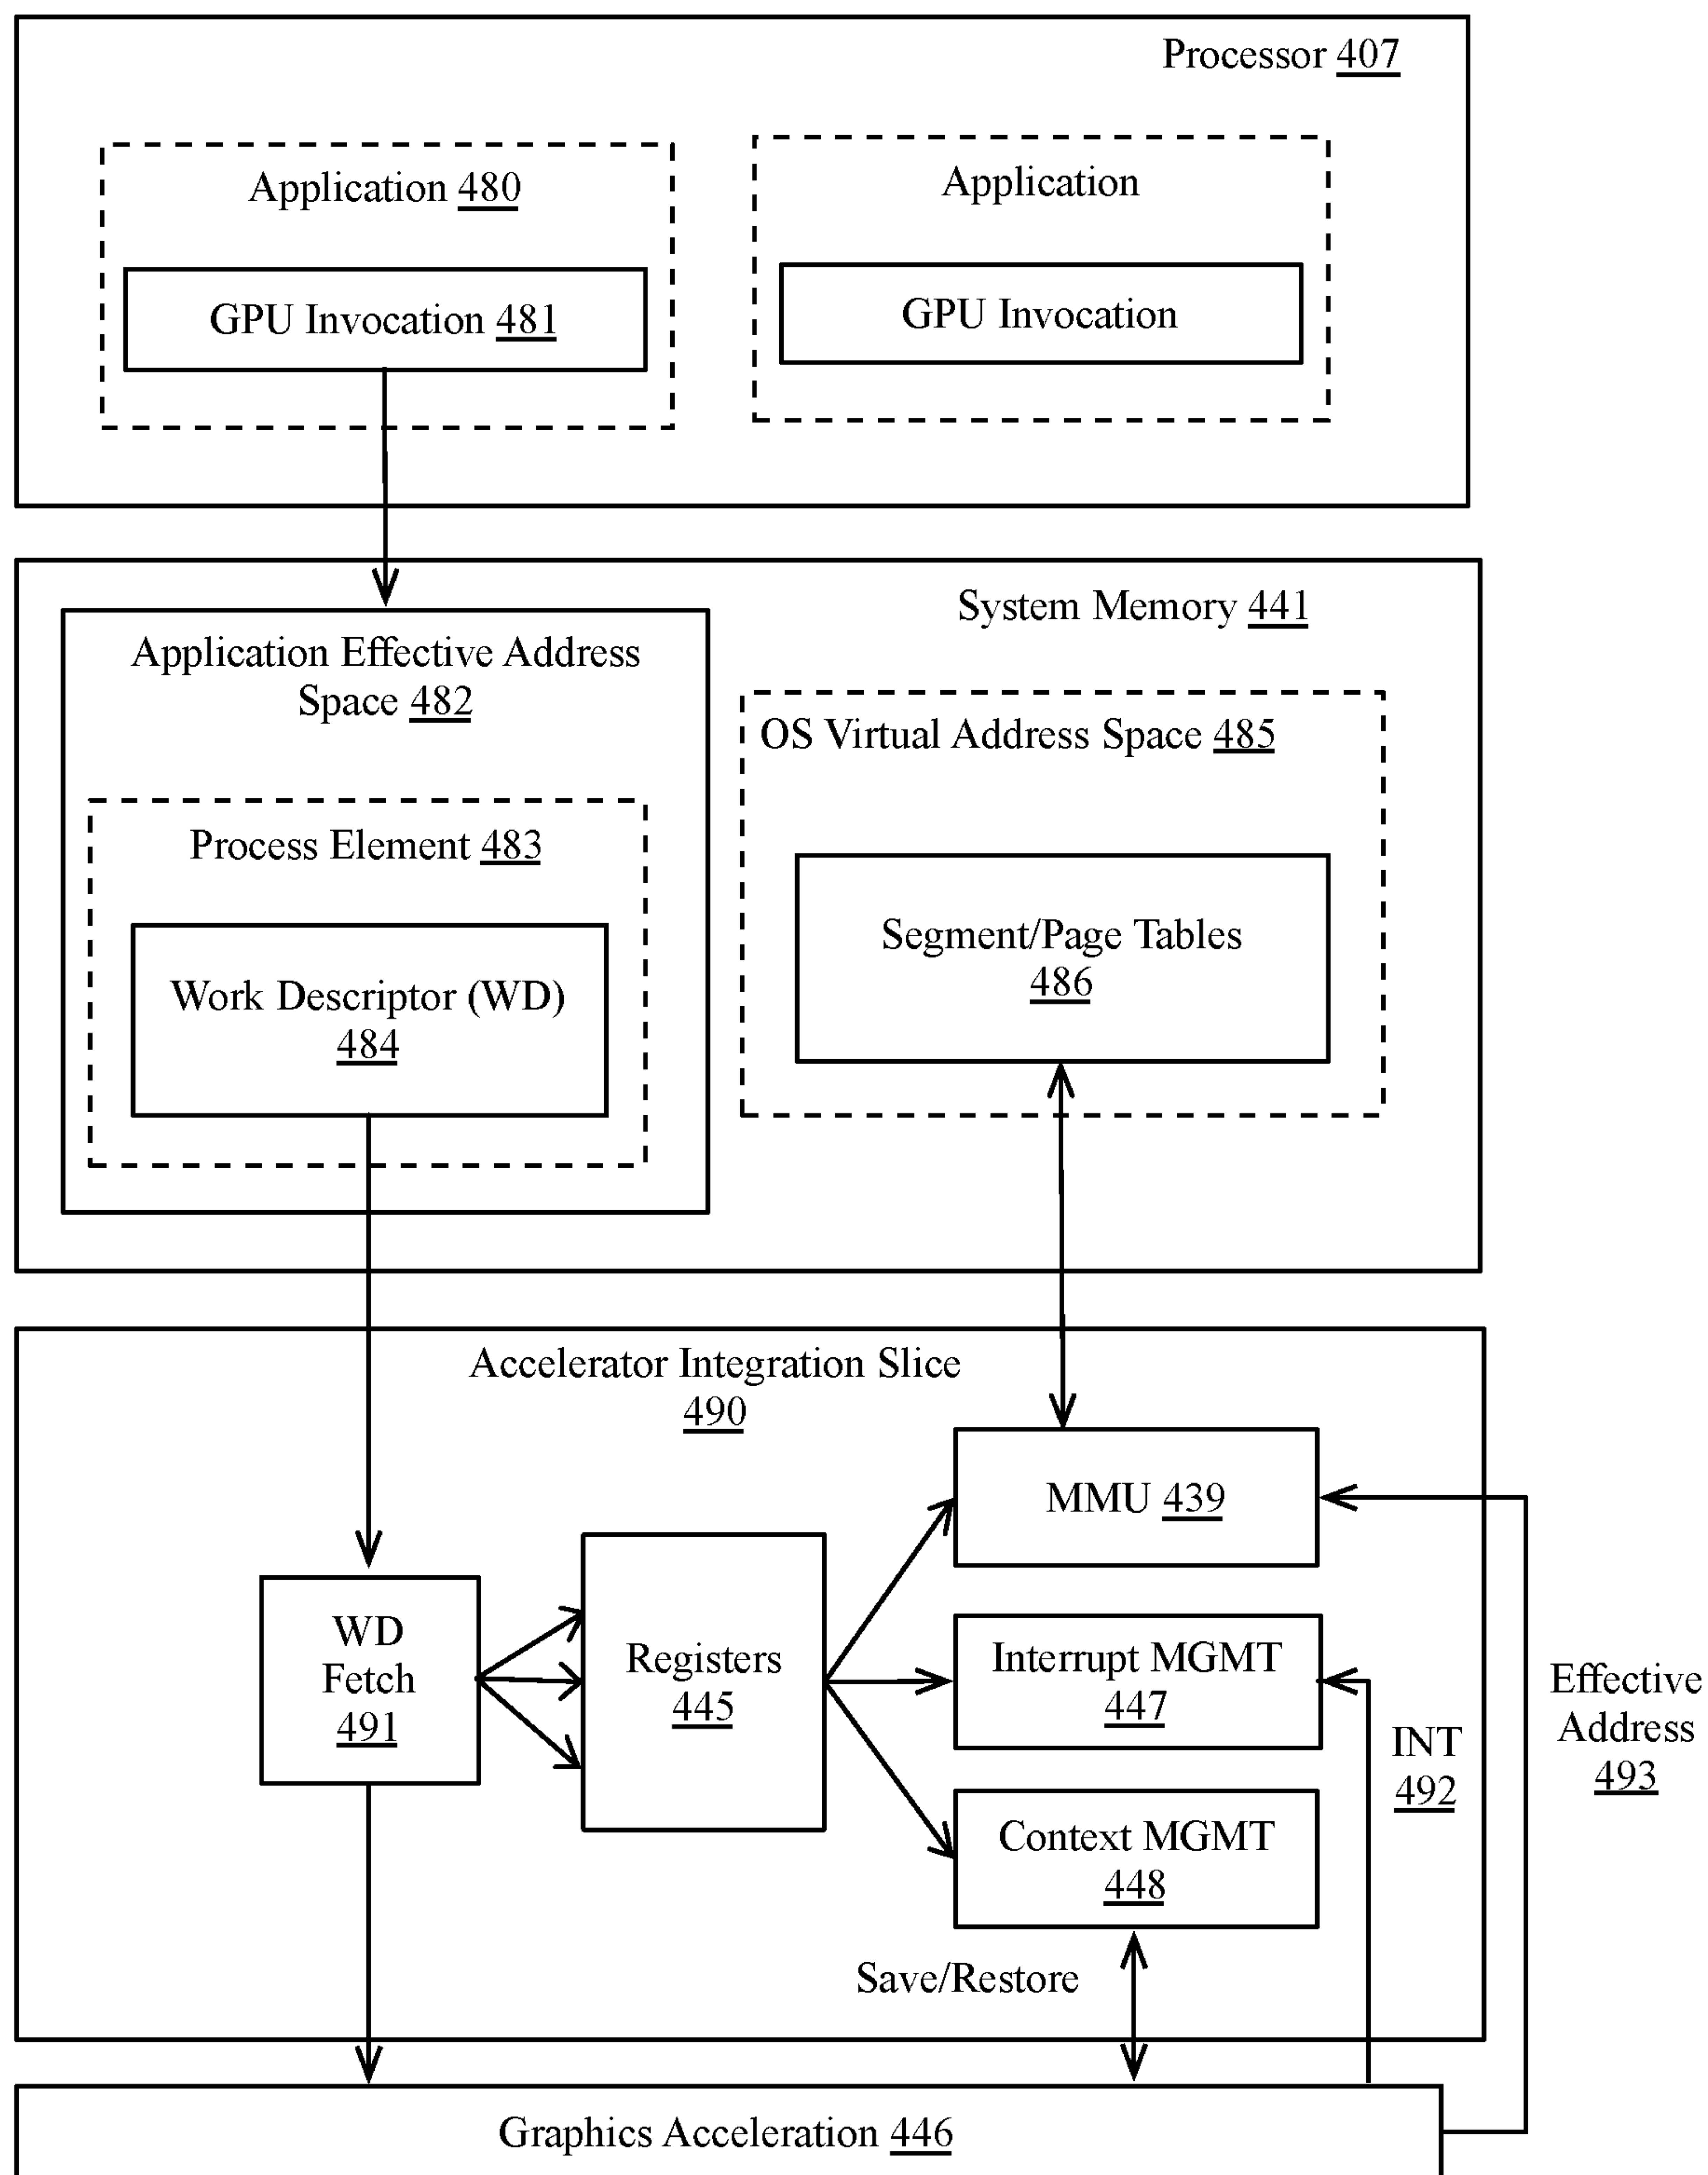 Processor 407
Application 480
Application
GPU Invocation 481
GPU Invocation
System Memory 441
Application Effective Address
Space 482
OS Virtual Address Space 485
Process Element 483
Segment/Page Tables
486
Work Descriptor (WD)
484
Accelerator Integration Slice
490
MMU 439
WD
Fetch
491
Registers
445
Interrupt MGMT
447
Effective
Address
493
INT
492
Context MGMT
448
Save/Restore
Graphics Acceleration 446